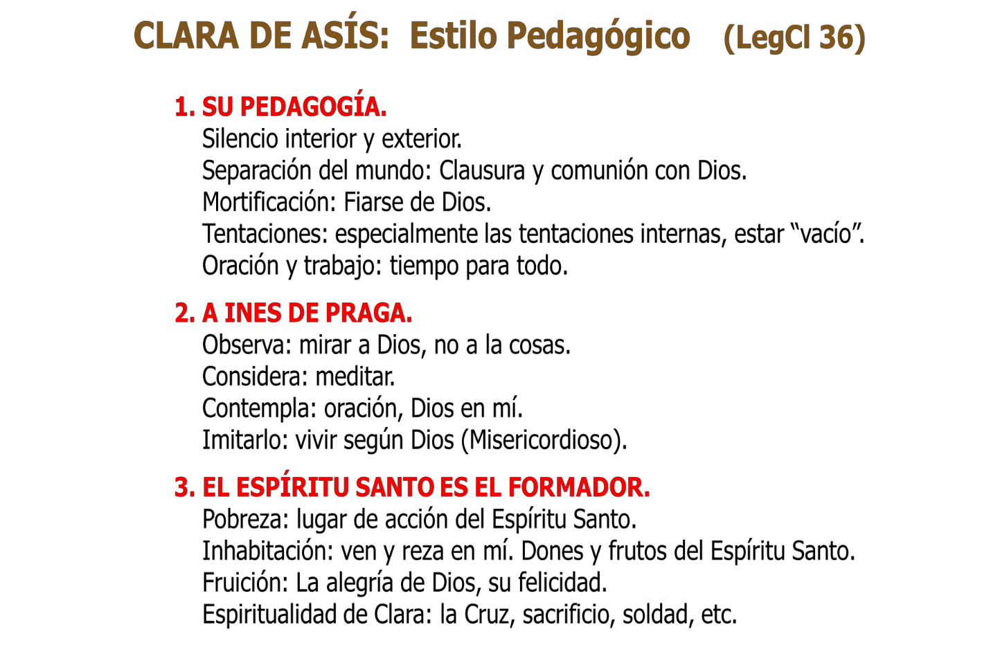 CLARA DE ASÍS: Estilo Pedagógico (LegCl 36)
1. SU PEDAGOGÍA.
Silencio interior y exterior.
Separación del mundo: Clausura y comunión con Dios.
Mortificación: Fiarse de Dios.
Tentaciones: especialmente las tentaciones internas, estar “vacío”.
Oración y trabajo: tiempo para todo.
2. A INES DE PRAGA.
Observa: mirar a Dios, no a la cosas.
Considera: meditar.
Contempla: oración, Dios en mí.
Imitarlo: vivir según Dios (Misericordioso).
3. EL ESPÍRITU SANTO ES EL FORMADOR.
Pobreza: lugar de acción del Espíritu Santo.
Inhabitación: ven y reza en mí. Dones y frutos del Espíritu Santo.
Fruición: La alegría de Dios, su felicidad.
Espiritualidad de Clara: la Cruz, sacrificio, soldad, etc.